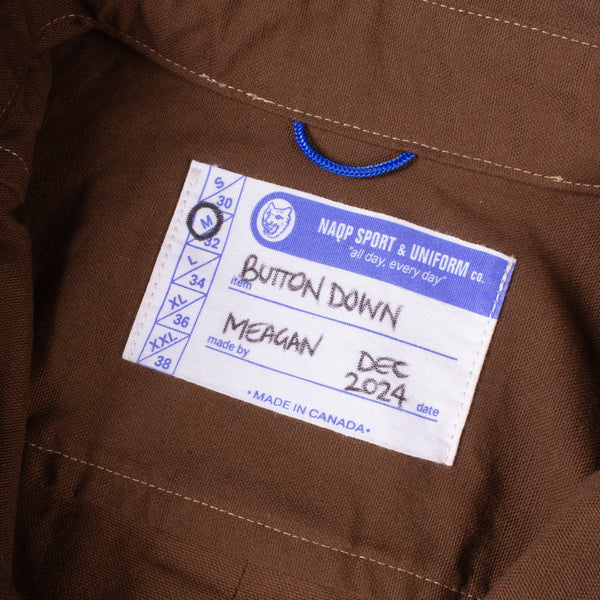 S
30
M
32
L
34
XL
36
XXL
38
NAQP SPORT & UNIFORM CO.
"all day, every day"
BUTTON DOWN
item
MEAGAN DEC
2024
made by date
• MADE IN CANADA •